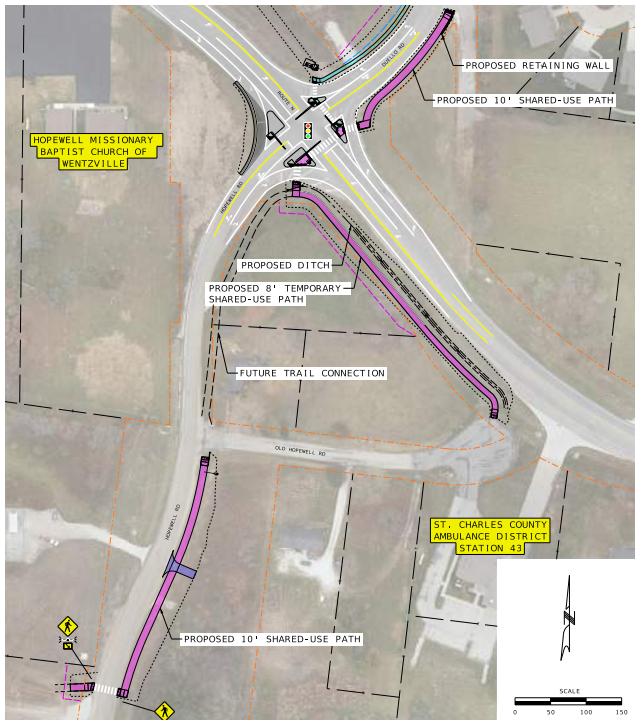 DUELLO RD
PROPOSED RETAINING WALL
PROPOSED 10' SHARED-USE PATH
ROUTE N
HOPEWELL MISSIONARY
BAPTIST CHURCH OF
WENTZVILLE
HOPEWELL RD
PROPOSED DITCH
PROPOSED 8' TEMPORARY
SHARED-USE PATH
FUTURE TRAIL CONNECTION
OLD HOPEWELL RD
HOPEWELL RD
ST. CHARLES COUNTY
AMBULANCE DISTRICT
STATION 43
PROPOSED 10' SHARED-USE PATH
N
SCALE
0 50 100 150